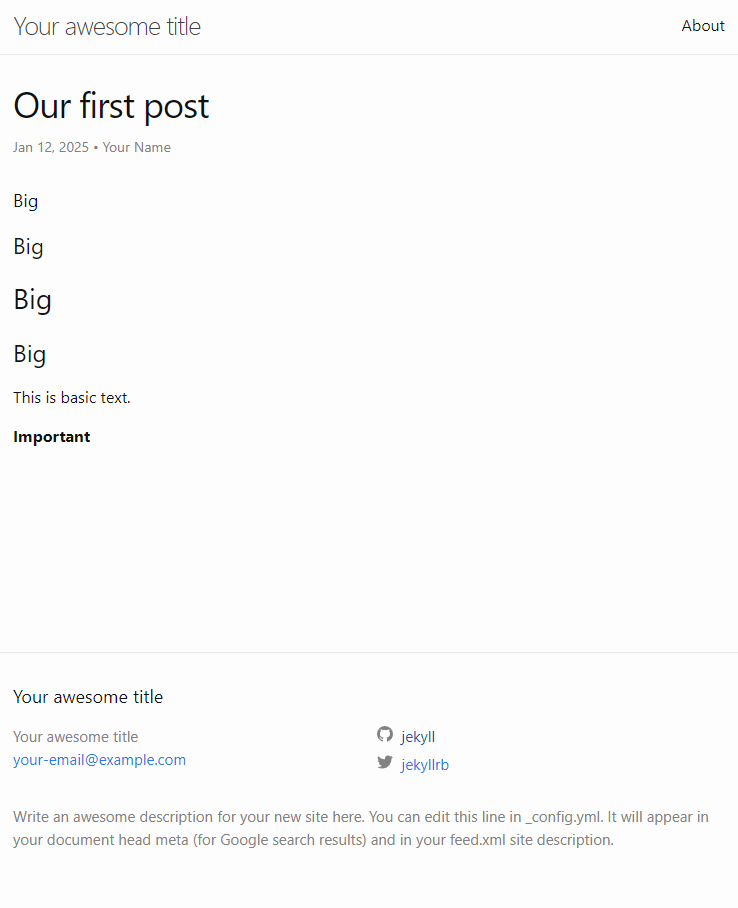 Your awesome title
About
Our first post
Jan 12, 2025 • Your Name
Big
Big
Big
Big
This is basic text.
Important
Your awesome title
Your awesome title
your-email@example.com
jekyll
jekyllrb
Write an awesome description for your new site here. You can edit this line in _config.yml. It will appear in
your document head meta (for Google search results) and in your feed.xml site description.